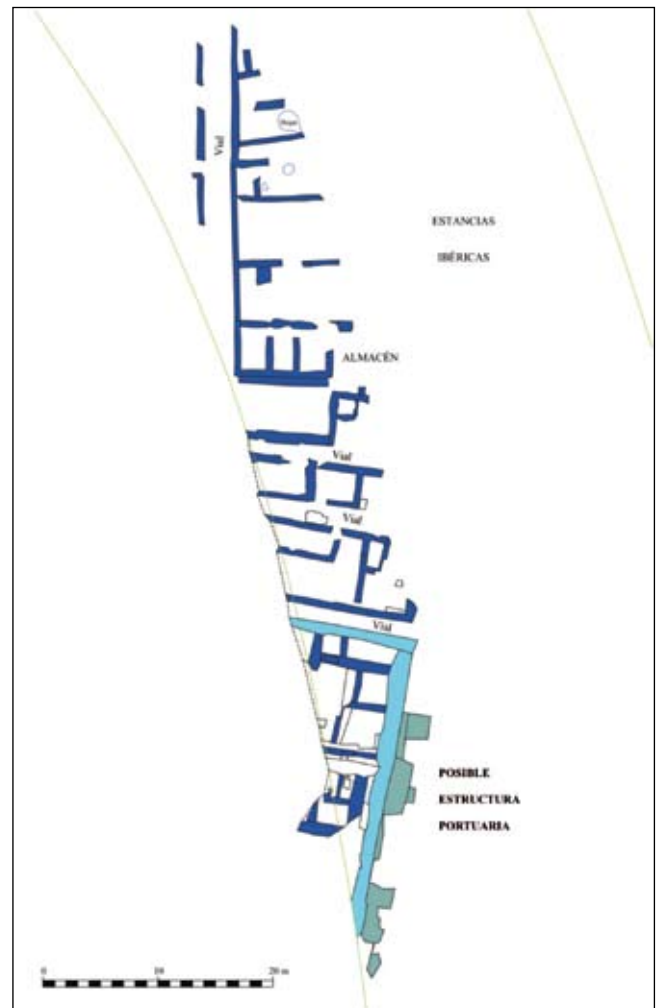 Vial
ESTANCIAS
IBÉRICAS
ALMACÉN
Vial
Vial
Vial
POSIBLE
ESTRUCTURA
PORTUARIA
0 10 20 m